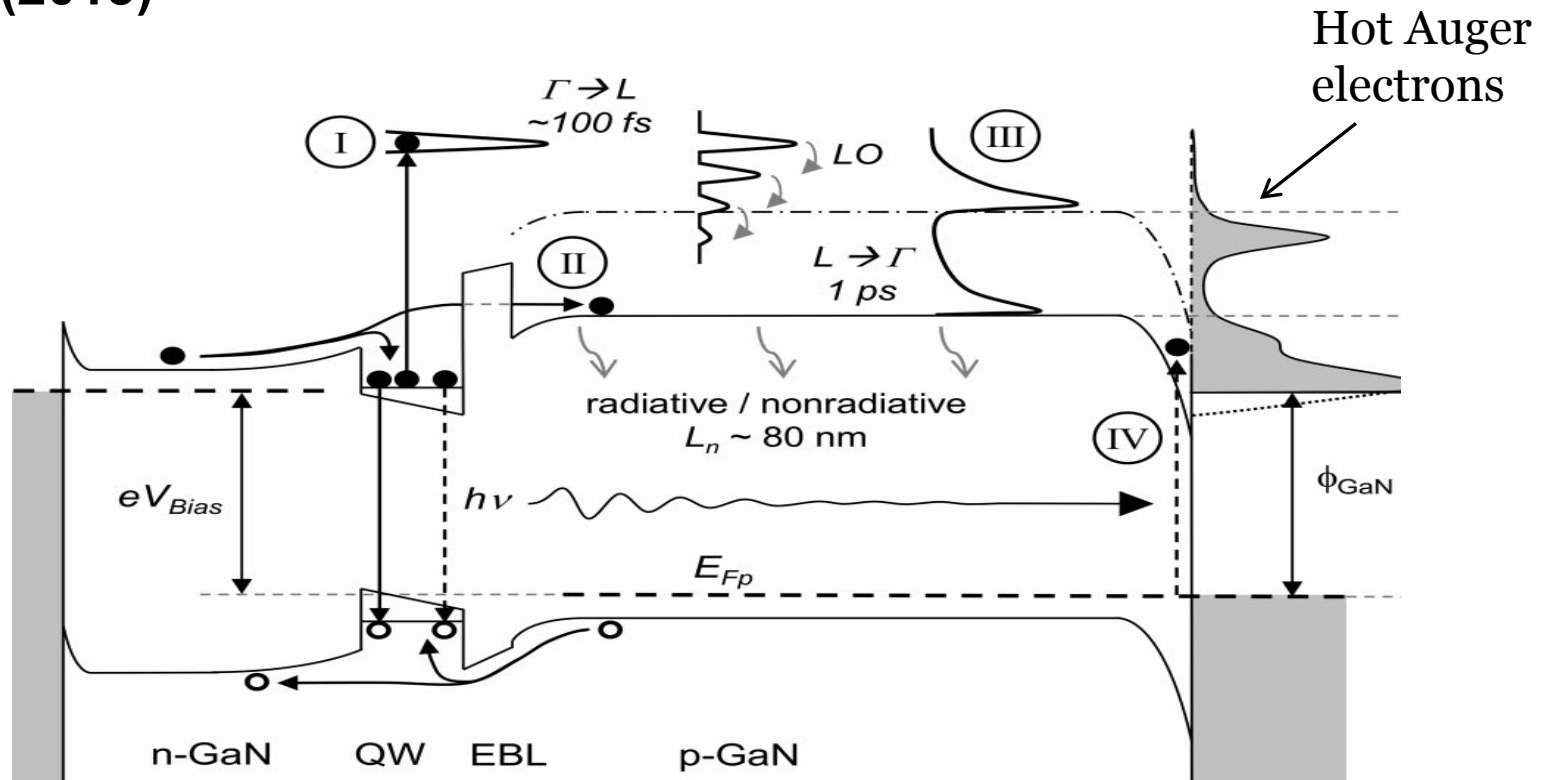 Hot Auger
electrons
Γ → L
~100 fs
I
LO
III
II
L → Γ
1 ps
radiative / nonradiative
Lₙ ~ 80 nm
IV
eV_Bias
hν
ϕ_GaN
E_Fp
n-GaN QW EBL p-GaN